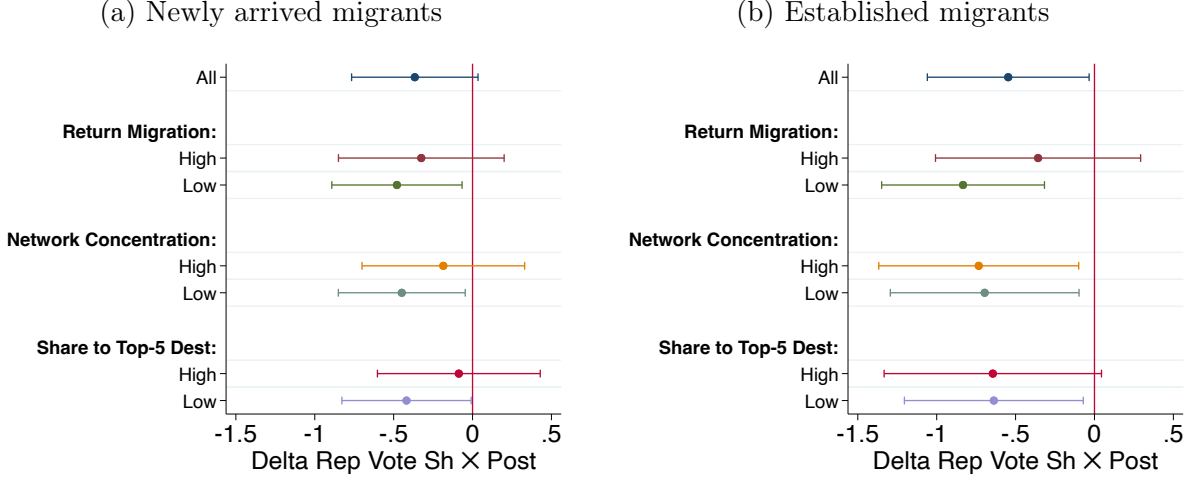 (a) Newly arrived migrants
All
Return Migration:
High
Low
Network Concentration:
High
Low
Share to Top-5 Dest:
High
Low
-1.5 -1 -.5 0 .5
Delta Rep Vote Sh × Post
(b) Established migrants
All
Return Migration:
High
Low
Network Concentration:
High
Low
Share to Top-5 Dest:
High
Low
-1.5 -1 -.5 0 .5
Delta Rep Vote Sh × Post